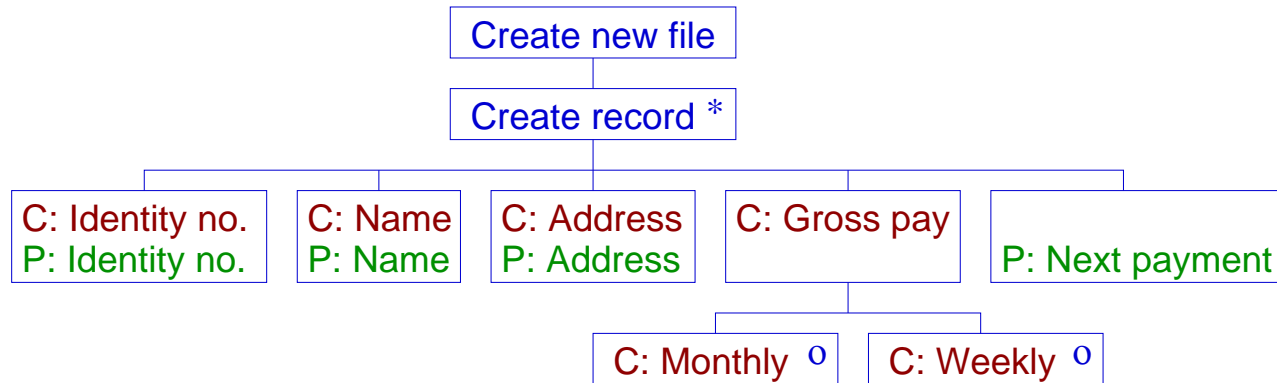 Create new file
Create record *
C: Identity no.
P: Identity no.
C: Name
P: Name
C: Address
P: Address
C: Gross pay
P: Next payment
C: Monthly o
C: Weekly o